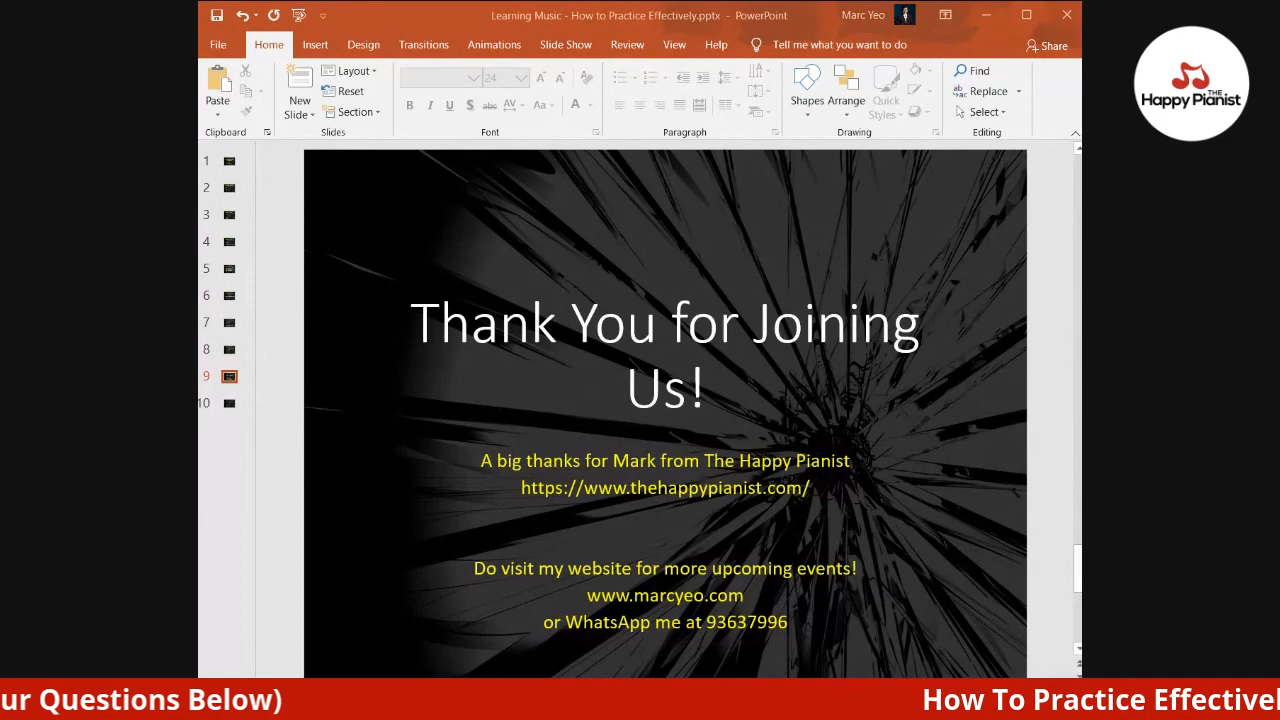 Learning Music - How to Practice Effectively.pptx - PowerPoint
Marc Yeo
File Home Insert Design Transitions Animations Slide Show Review View Help Tell me what you want to do Share
Paste
Clipboard
New
Slide
Layout
Reset
Section
Slides
24
B I U S abc AV Aa A
Font
Paragraph
Shapes Arrange Quick
Styles
Drawing
Find
Replace
Select
Editing
THE
Happy Pianist
1
2
3
4
5
6
7
8
9
10
Thank You for Joining
Us!
A big thanks for Mark from The Happy Pianist
https://www.thehappypianist.com/
Do visit my website for more upcoming events!
www.marcyeo.com
or WhatsApp me at 93637996
ur Questions Below)
How To Practice Effectivel